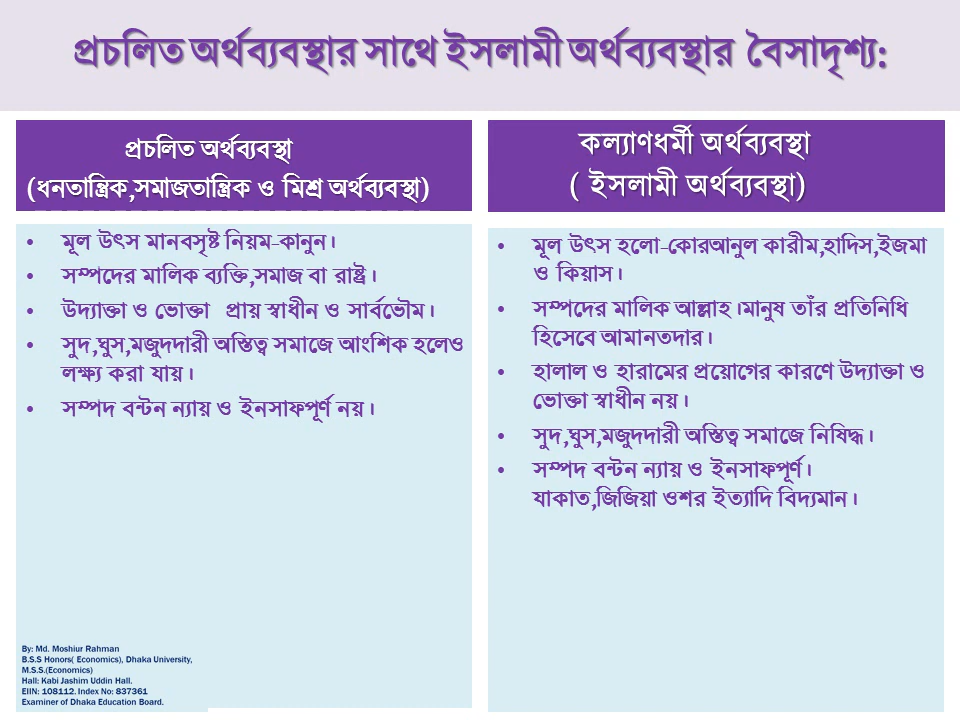 প্রচলিত অর্থব্যবস্থার সাথে ইসলামী অর্থব্যবস্থার বৈসাদৃশ্য:
প্রচলিত অর্থব্যবস্থা
(ধনতান্ত্রিক,সমাজতান্ত্রিক ও মিশ্র অর্থব্যবস্থা)
• মূল উৎস মানবসৃষ্ট নিয়ম-কানুন।
• সম্পদের মালিক ব্যক্তি,সমাজ বা রাষ্ট্র।
• উদ্যাক্তা ও ভোক্তা প্রায় স্বাধীন ও সার্বভৌম।
• সুদ,ঘুস,মজুদদারী অস্তিত্ব সমাজে আংশিক হলেও
লক্ষ্য করা যায়।
• সম্পদ বন্টন ন্যায় ও ইনসাফপূর্ণ নয়।
By: Md. Moshiur Rahman
B.S.S Honors( Economics), Dhaka University,
M.S.S.(Economics)
Hall: Kabi Jashim Uddin Hall.
EIIN: 108112. Index No: 837361
Examiner of Dhaka Education Board.
কল্যাণধর্মী অর্থব্যবস্থা
( ইসলামী অর্থব্যবস্থা)
• মূল উৎস হলো-কোরআনুল কারীম,হাদিস,ইজমা
ও কিয়াস।
• সম্পদের মালিক আল্লাহ।মানুষ তাঁর প্রতিনিধি
হিসেবে আমানতদার।
• হালাল ও হারামের প্রয়োগের কারণে উদ্যাক্তা ও
ভোক্তা স্বাধীন নয়।
• সুদ,ঘুস,মজুদদারী অস্তিত্ব সমাজে নিষিদ্ধ।
• সম্পদ বন্টন ন্যায় ও ইনসাফপূর্ণ।
যাকাত,জিজিয়া ওশর ইত্যাদি বিদ্যমান।